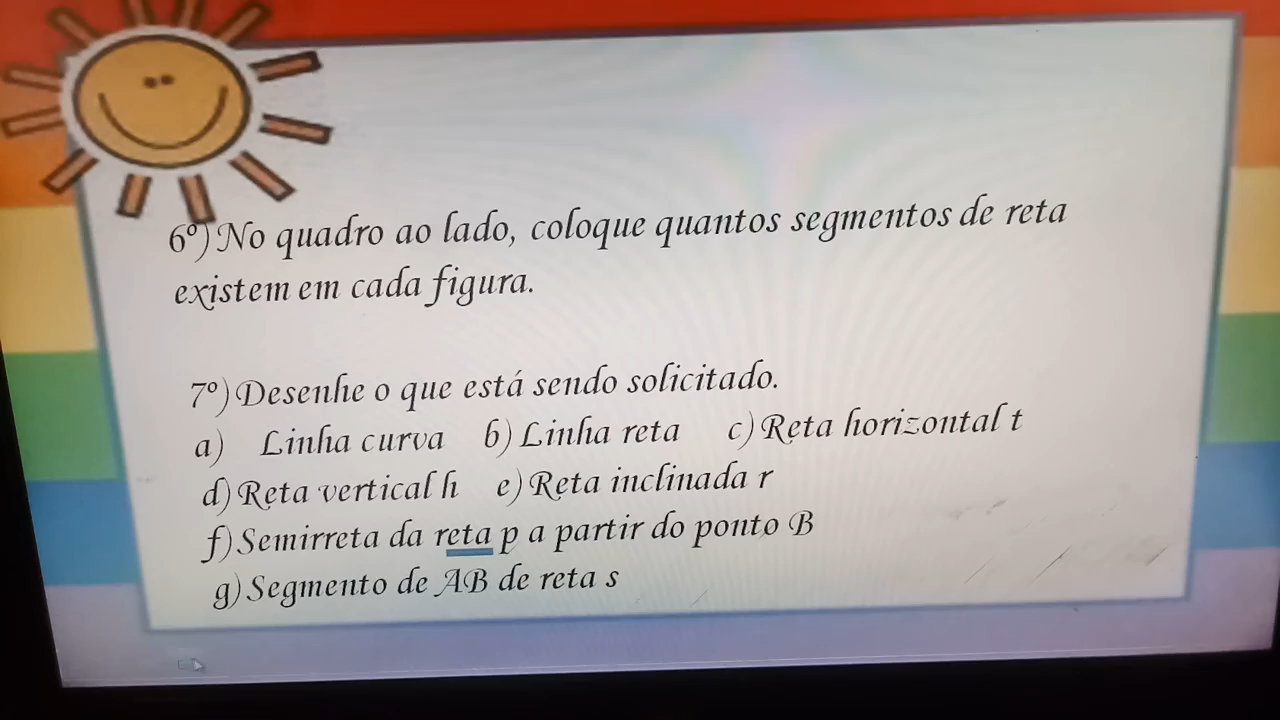 6º) No quadro ao lado, coloque quantos segmentos de reta
existem em cada figura.
7º) Desenhe o que está sendo solicitado.
a) Linha curva b) Linha reta c) Reta horizontal t
d) Reta vertical h e) Reta inclinada r
f) Semirreta da reta p a partir do ponto B
g) Segmento de AB de reta s